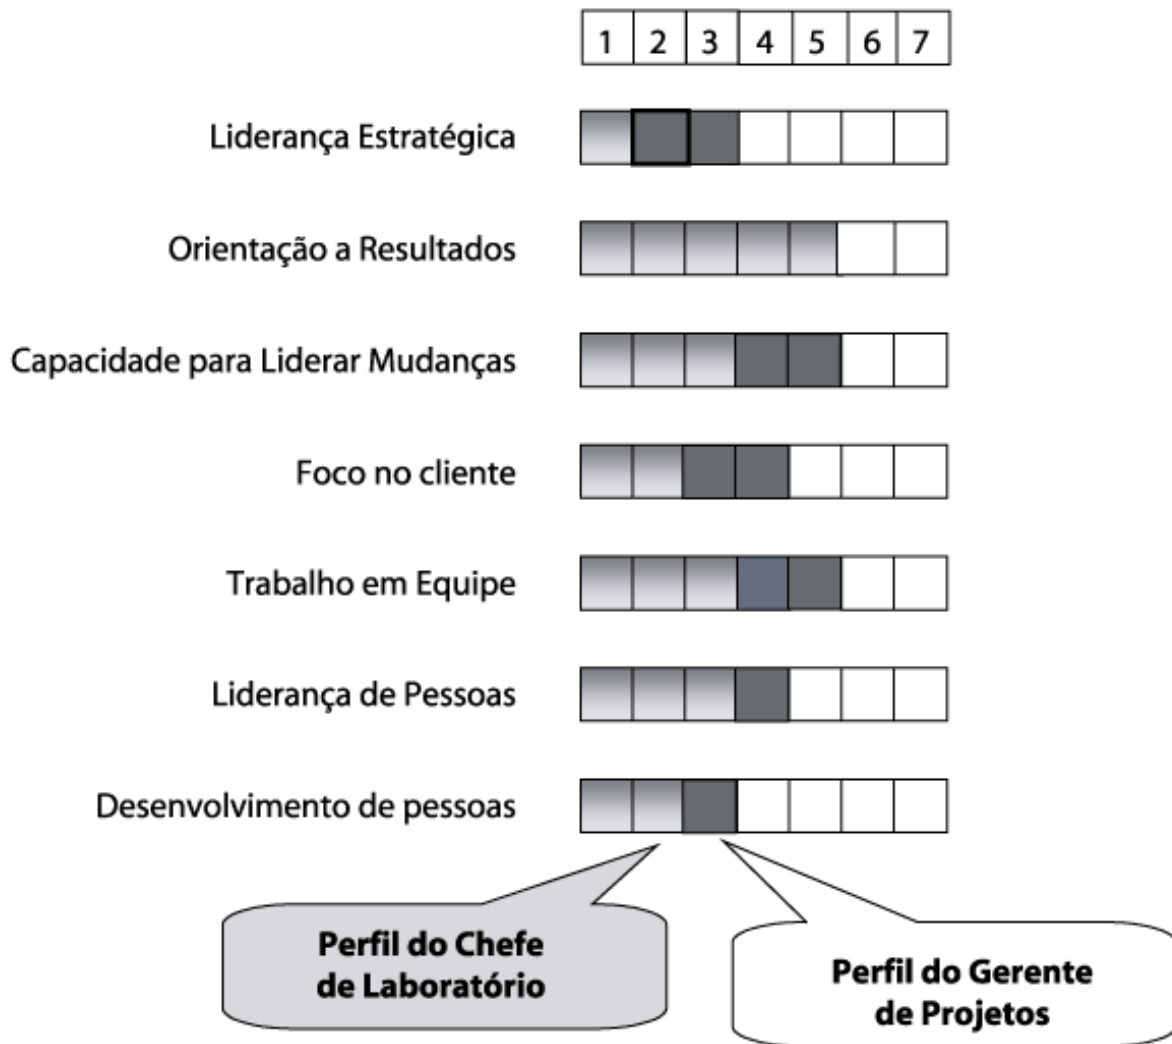 1 2 3 4 5 6 7
Liderança Estratégica
Orientação a Resultados
Capacidade para Liderar Mudanças
Foco no cliente
Trabalho em Equipe
Liderança de Pessoas
Desenvolvimento de pessoas
Perfil do Chefe
de Laboratório
Perfil do Gerente
de Projetos